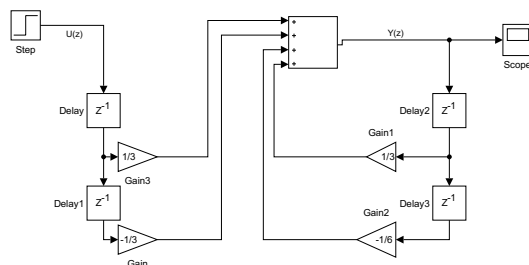 Step
U(z)
+
+
+
+
Y(z)
Scope
Delay
Z-1
Delay2
Z-1
1/3
Gain3
Gain1
1/3
Delay1
Z-1
Gain2
Delay3
Z-1
-1/3
Gain
-1/6